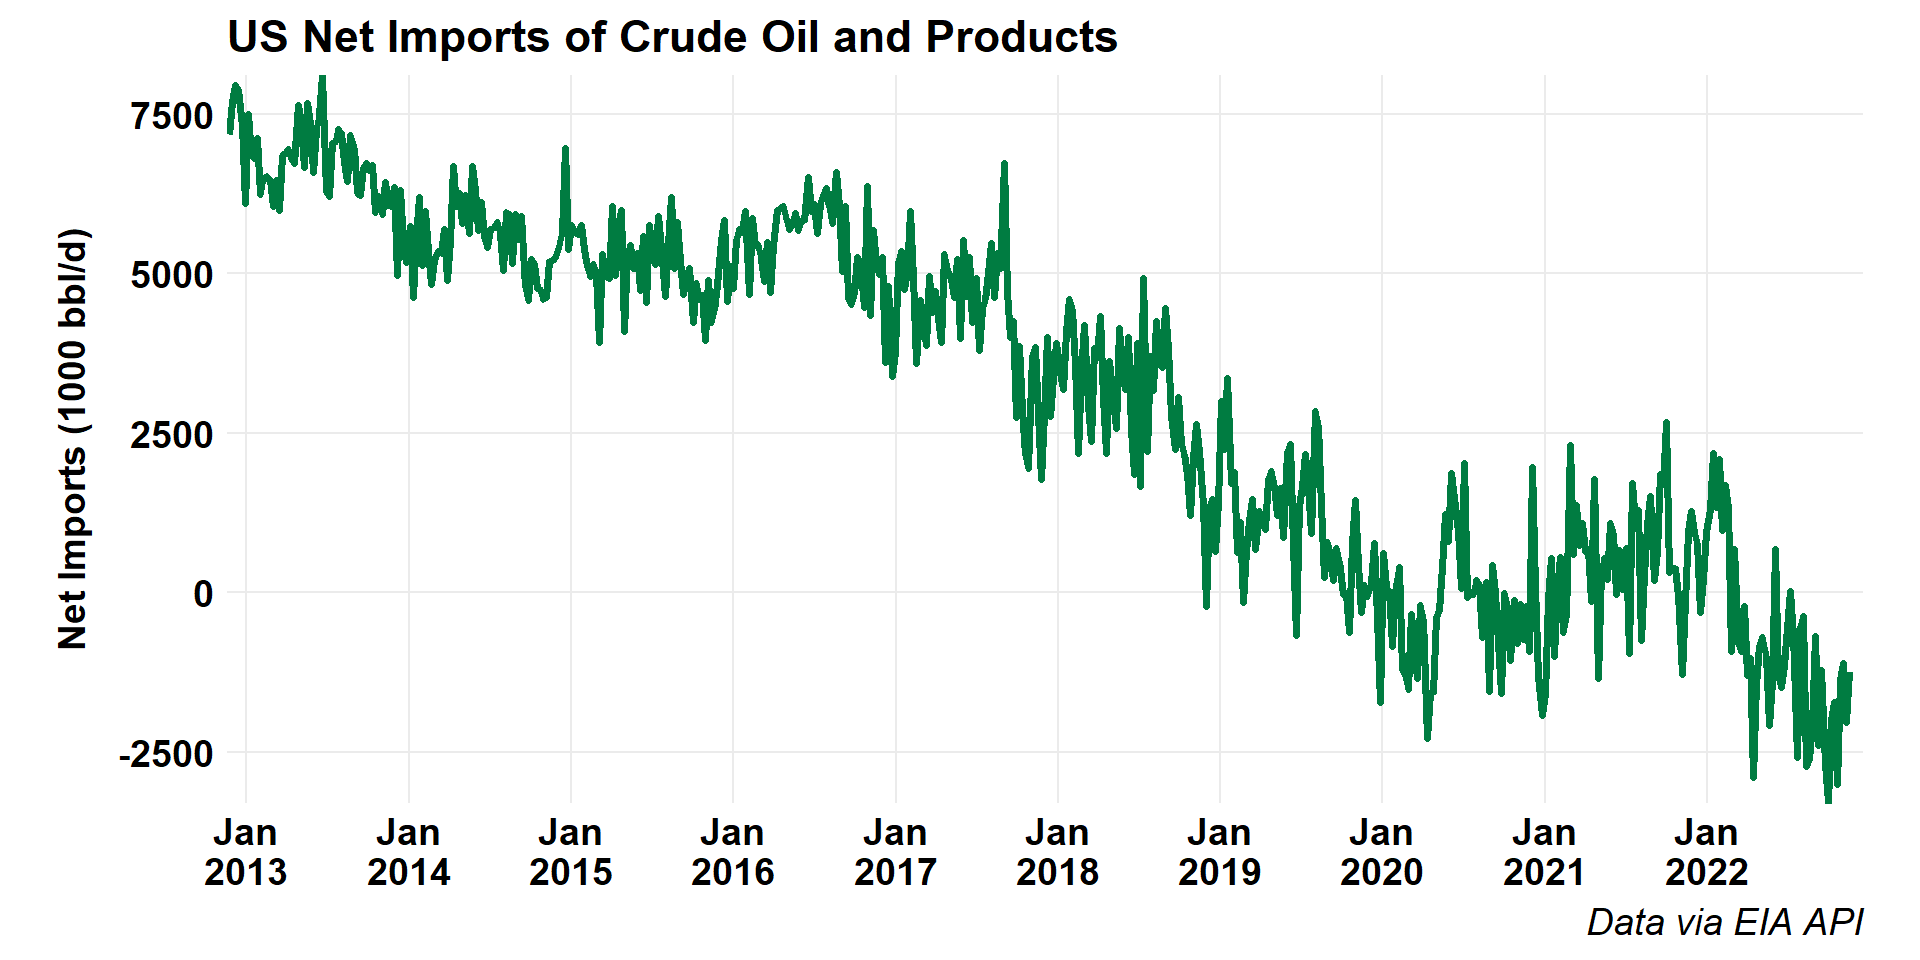 US Net Imports of Crude Oil and Products
Net Imports (1000 bbl/d)
7500
5000
2500
0
-2500
Jan 2013
Jan 2014
Jan 2015
Jan 2016
Jan 2017
Jan 2018
Jan 2019
Jan 2020
Jan 2021
Jan 2022
Data via EIA API